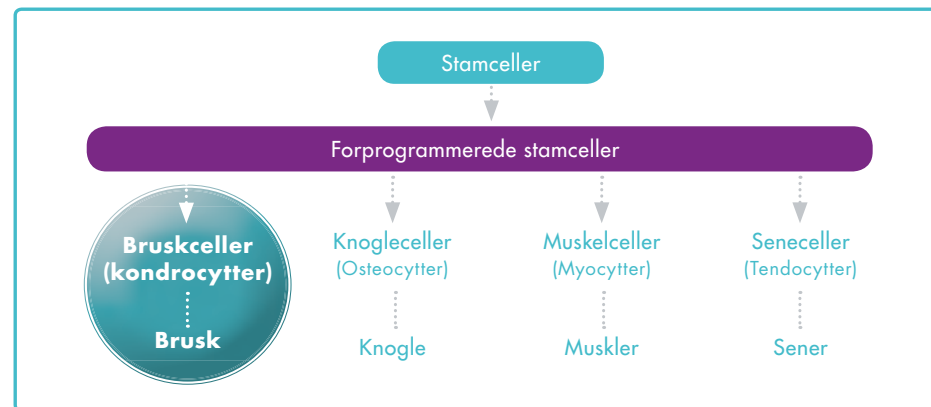 Stamceller
Forprogrammerede stamceller
Bruskceller
(kondrocytter)
Brusk
Knogleceller
(Osteocytter)
Knogle
Muskelceller
(Myocytter)
Muskler
Seneceller
(Tendocytter)
Sener